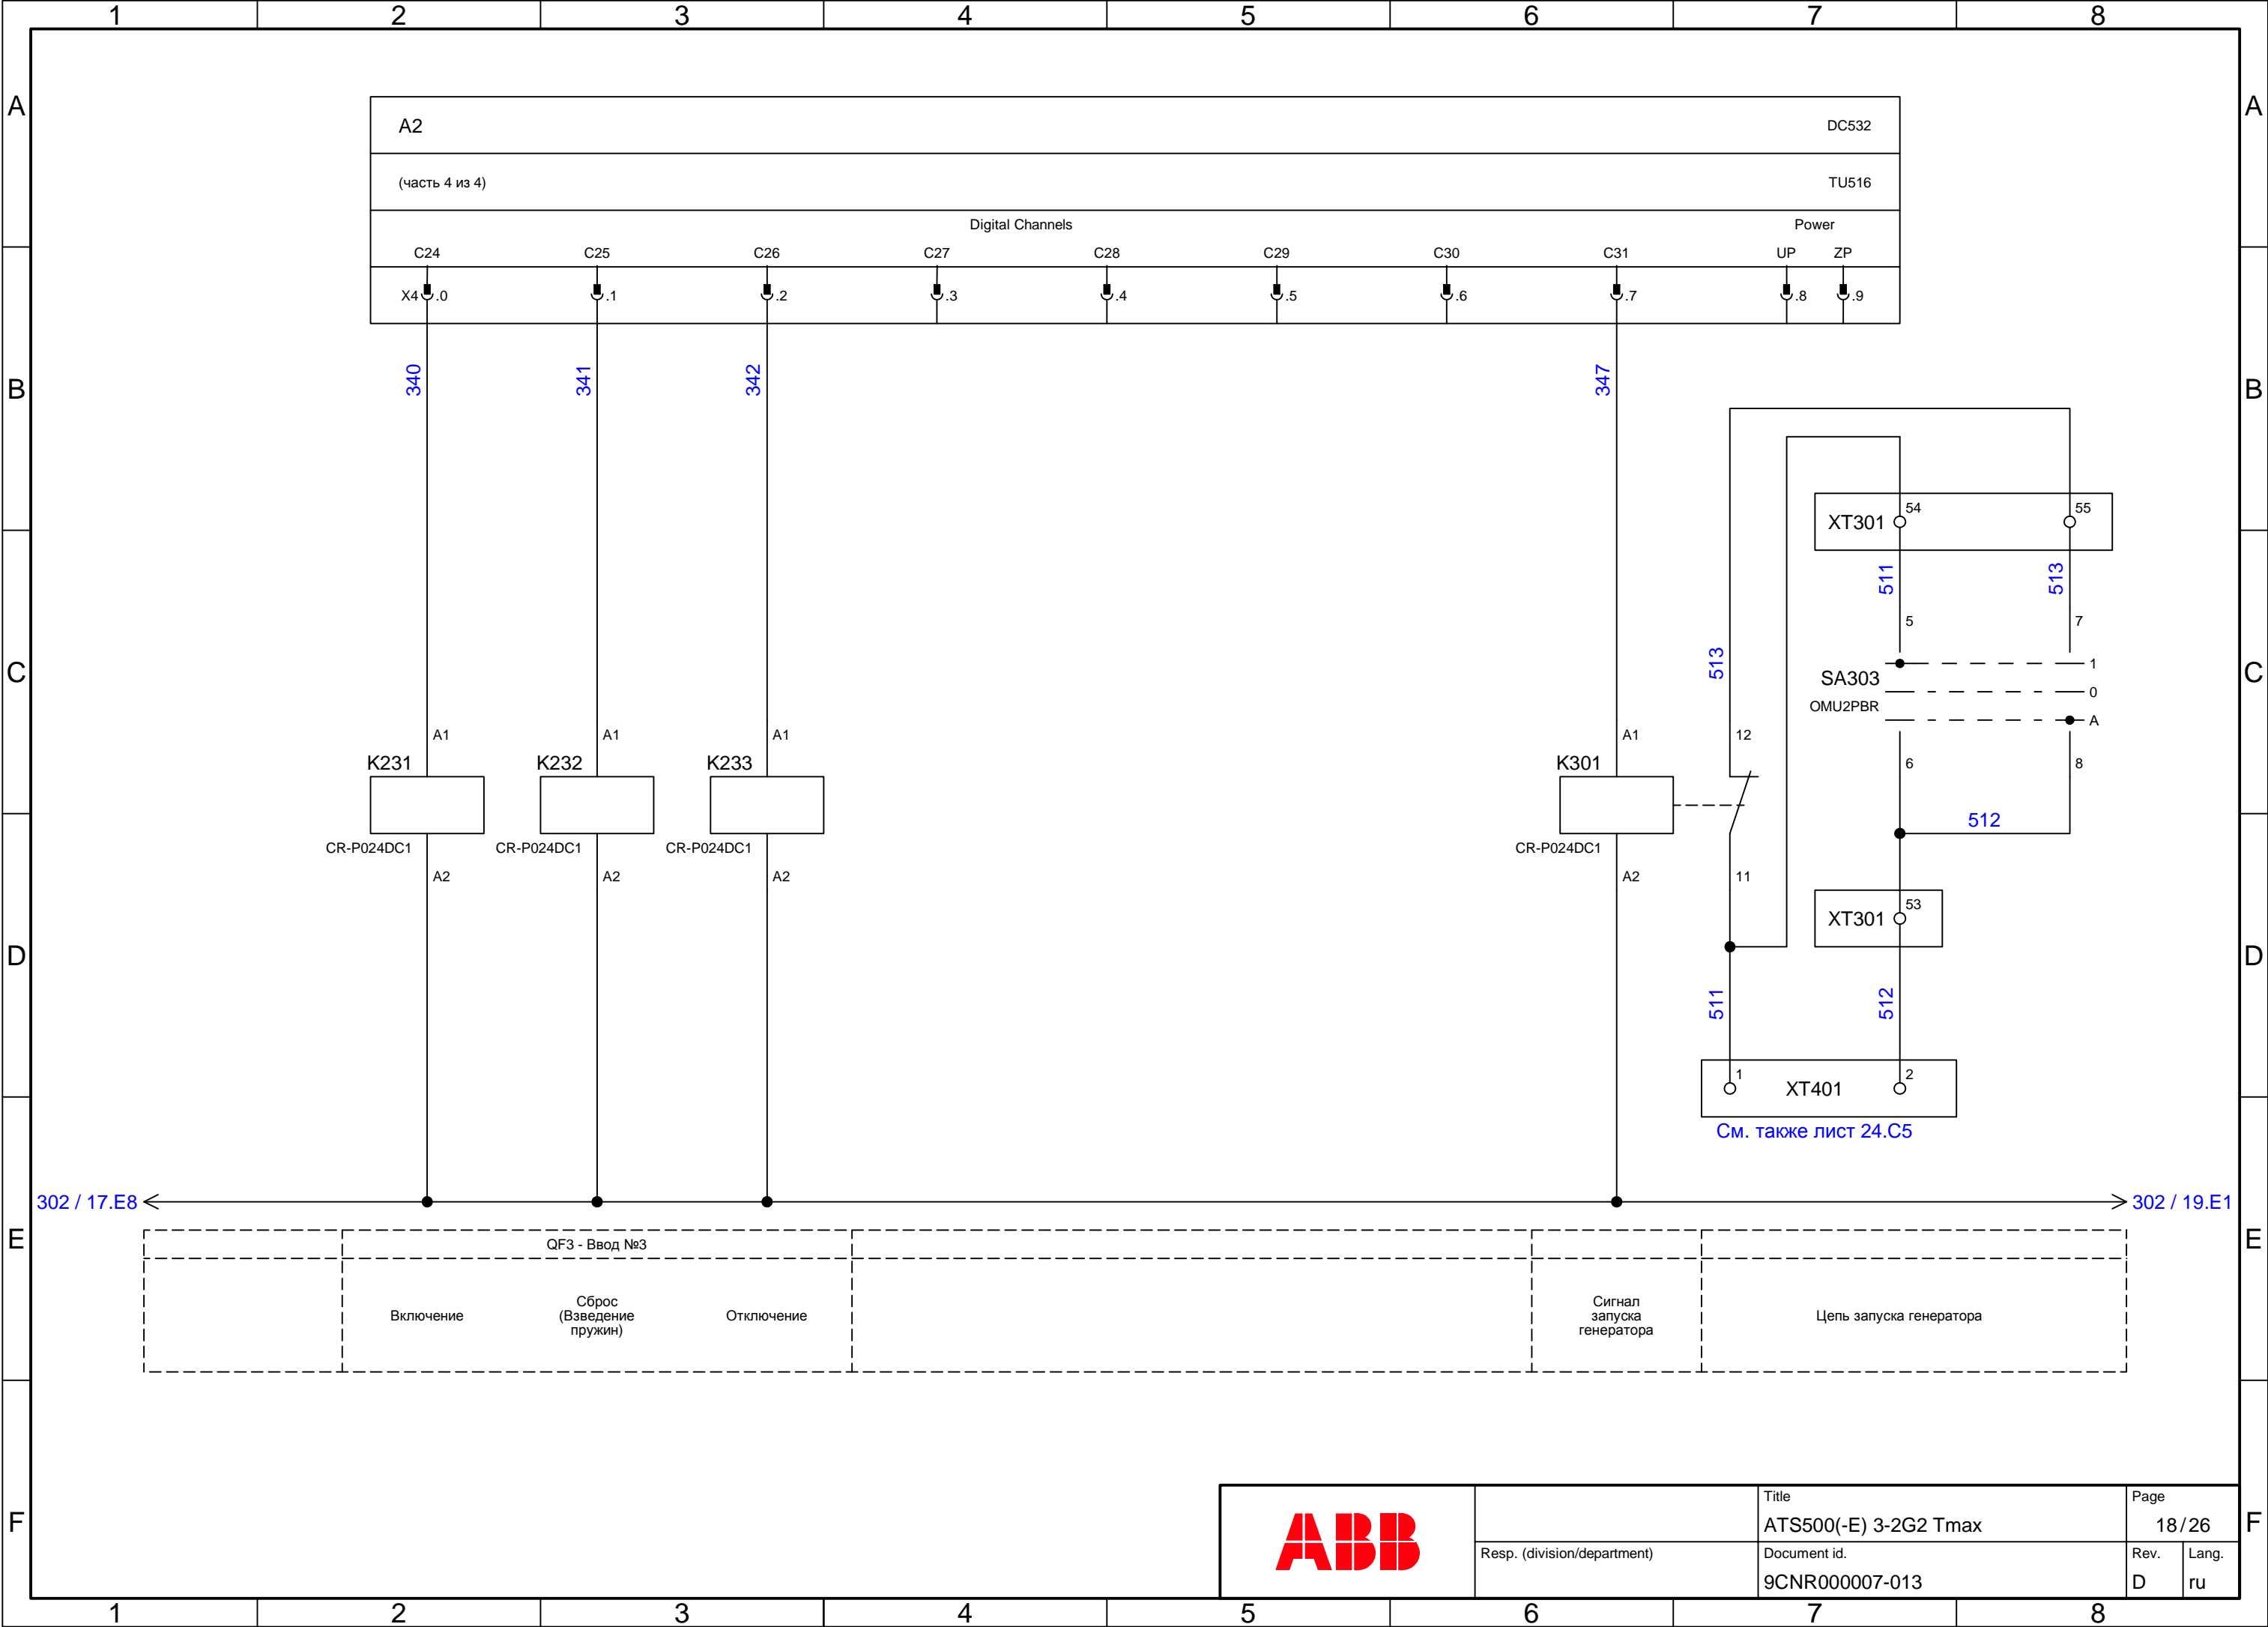 1 2 3 4 5 6 7 8
A A
A2 DC532
(часть 4 из 4) TU516
Digital Channels Power
C24 C25 C26 C27 C28 C29 C30 C31 UP ZP
X4 .0 .1 .2 .3 .4 .5 .6 .7 .8 .9
340 341 342 347
B B
XT301 54 55
511 513
5 7
C C
513
1
SA303
0
OMU2PBR
A
A1 A1 A1 A1 12
K231 K232 K233 K301
6 8
512
CR-P024DC1 CR-P024DC1 CR-P024DC1 CR-P024DC1
A2 A2 A2 A2 11
XT301 53
D D
511 512
1 XT401 2
См. также лист 24.C5
302 / 17.E8 302 / 19.E1
E E
QF3 - Ввод №3
Включение
Сброс
(Взведение
пружин)
Отключение
Сигнал
запуска
генератора
Цепь запуска генератора
F F
ABB
Title
ATS500(-E) 3-2G2 Tmax
Page
18/26
Resp. (division/department)
Document id.
9CNR000007-013
Rev.
D
Lang.
ru
1 2 3 4 5 6 7 8